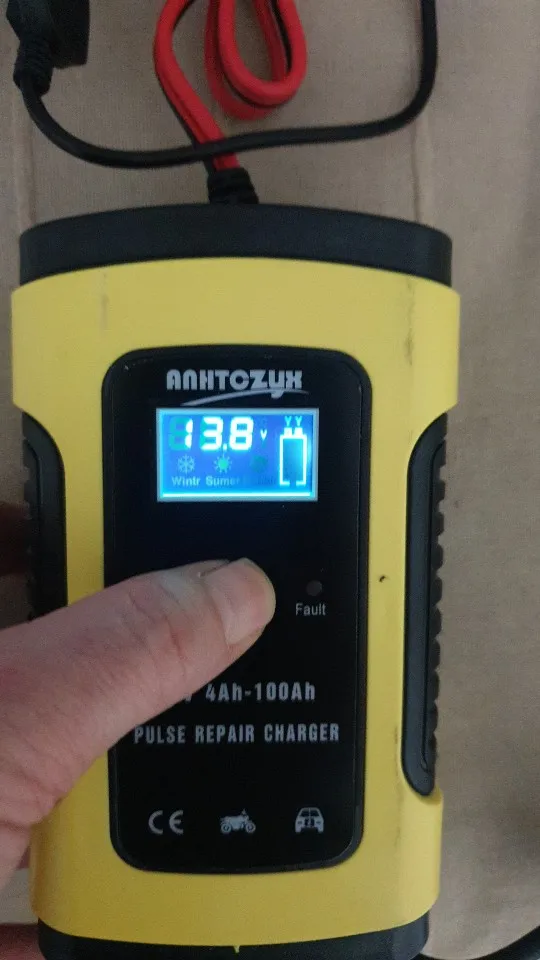 ANHTCZYX
13.8 v
Wintr Sumer
Fault
4Ah-100Ah
PULSE REPAIR CHARGER
CE